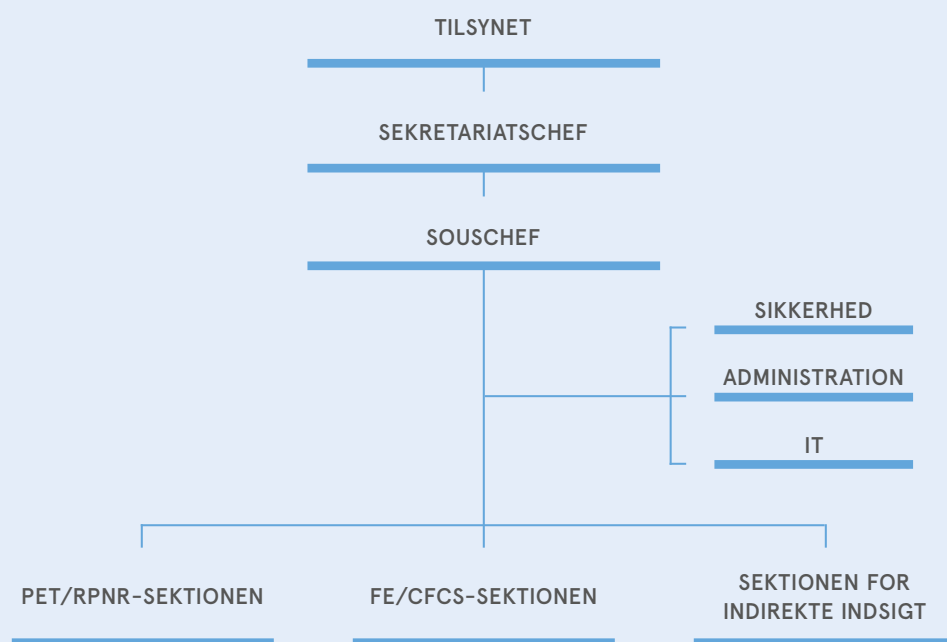 TILSYNET
SEKRETARIATSCHEF
SOUSCHEF
SIKKERHED
ADMINISTRATION
IT
PET/RPNR-SEKTIONEN
FE/CFCS-SEKTIONEN
SEKTIONEN FOR
INDIREKTE INDSIGT